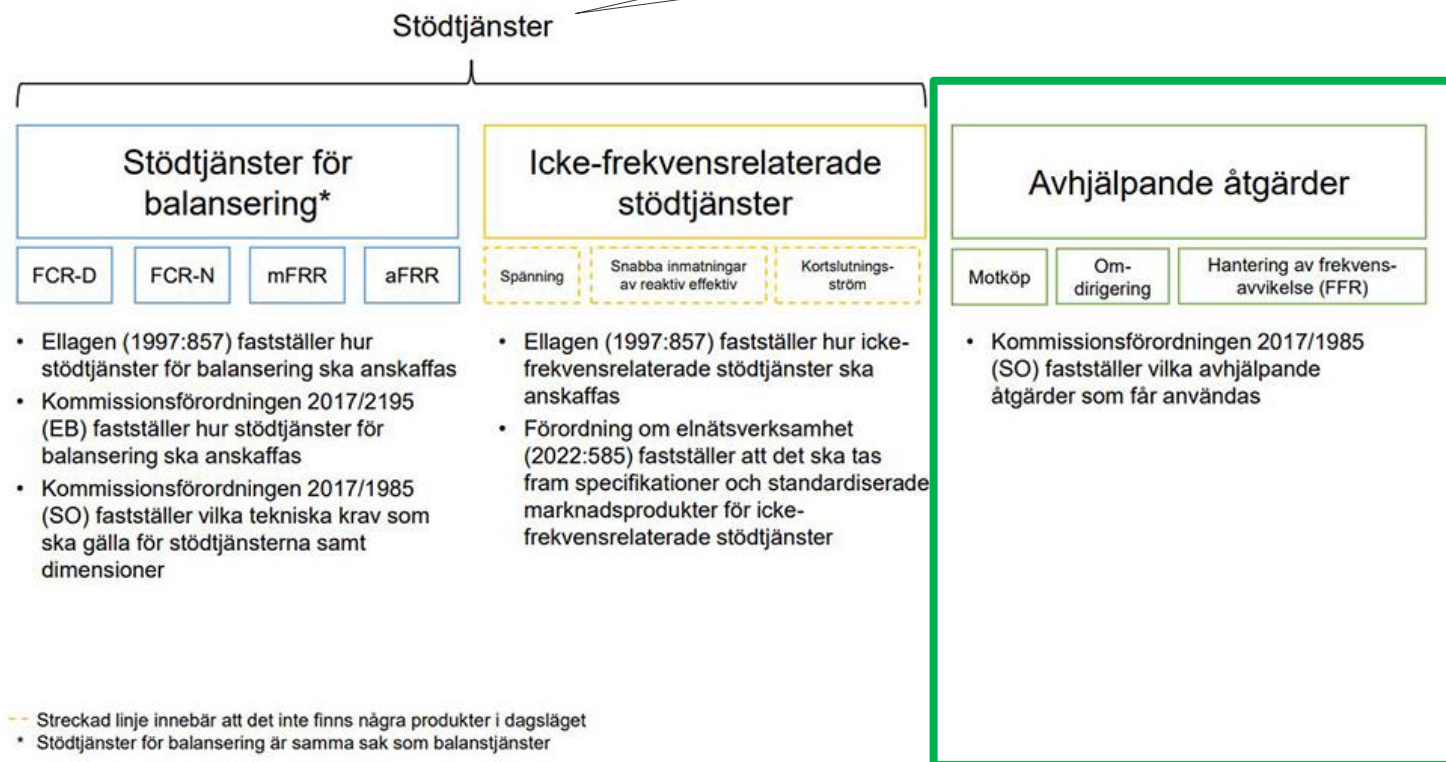 Stödtjänster
Stödtjänster för
balansering*
FCR-D
FCR-N
mFRR
aFRR
• Ellagen (1997:857) fastställer hur
stödtjänster för balansering ska anskaffas
• Kommissionsförordningen 2017/2195
(EB) fastställer hur stödtjänster för
balansering ska anskaffas
• Kommissionsförordningen 2017/1985
(SO) fastställer vilka tekniska krav som
ska gälla för stödtjänsterna samt
dimensioner
Icke-frekvensrelaterade
stödtjänster
Spänning
Snabba inmatningar
av reaktiv effektiv
Kortslutnings-
ström
• Ellagen (1997:857) fastställer hur icke-
frekvensrelaterade stödtjänster ska
anskaffas
• Förordning om elnätsverksamhet
(2022:585) fastställer att det ska tas
fram specifikationer och standardiserade
marknadsprodukter för icke-
frekvensrelaterade stödtjänster
Avhjälpande åtgärder
Motköp
Om-
dirigering
Hantering av frekvens-
avvikelse (FFR)
• Kommissionsförordningen 2017/1985
(SO) fastställer vilka avhjälpande
åtgärder som får användas
Streckad linje innebär att det inte finns några produkter i dagsläget
* Stödtjänster för balansering är samma sak som balanstjänster